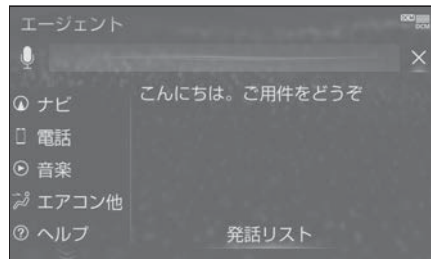 エージェント
DCM
こんにちは。ご用件をどうぞ
ナビ
電話
音楽
エアコン他
ヘルプ
発話リスト